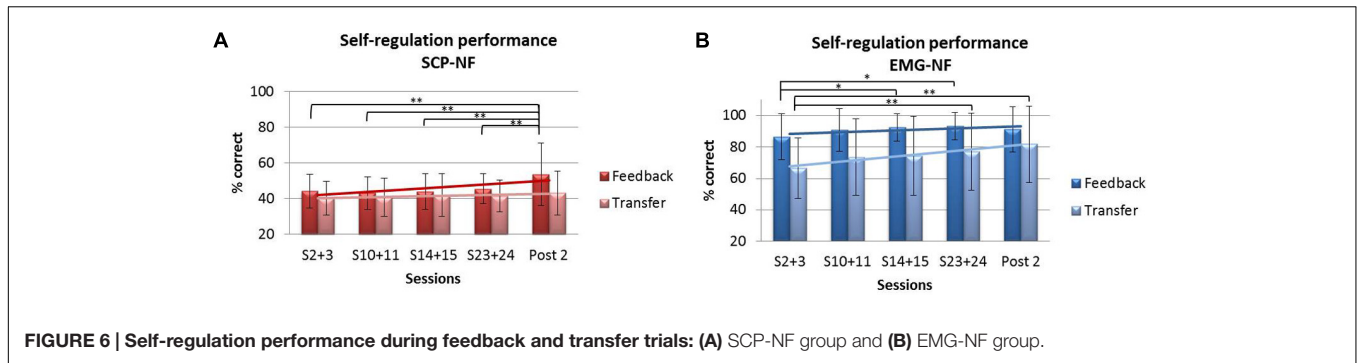 A
Self-regulation performance
SCP-NF
**
**
**
**
100
80
60
40
20
% correct
S2+3 S10+11 S14+15 S23+24 Post 2
Sessions
Feedback
Transfer
B
Self-regulation performance
EMG-NF
*
*
**
**
100
80
60
40
20
% correct
S2+3 S10+11 S14+15 S23+24 Post 2
Sessions
Feedback
Transfer
FIGURE 6 | Self-regulation performance during feedback and transfer trials: (A) SCP-NF group and (B) EMG-NF group.